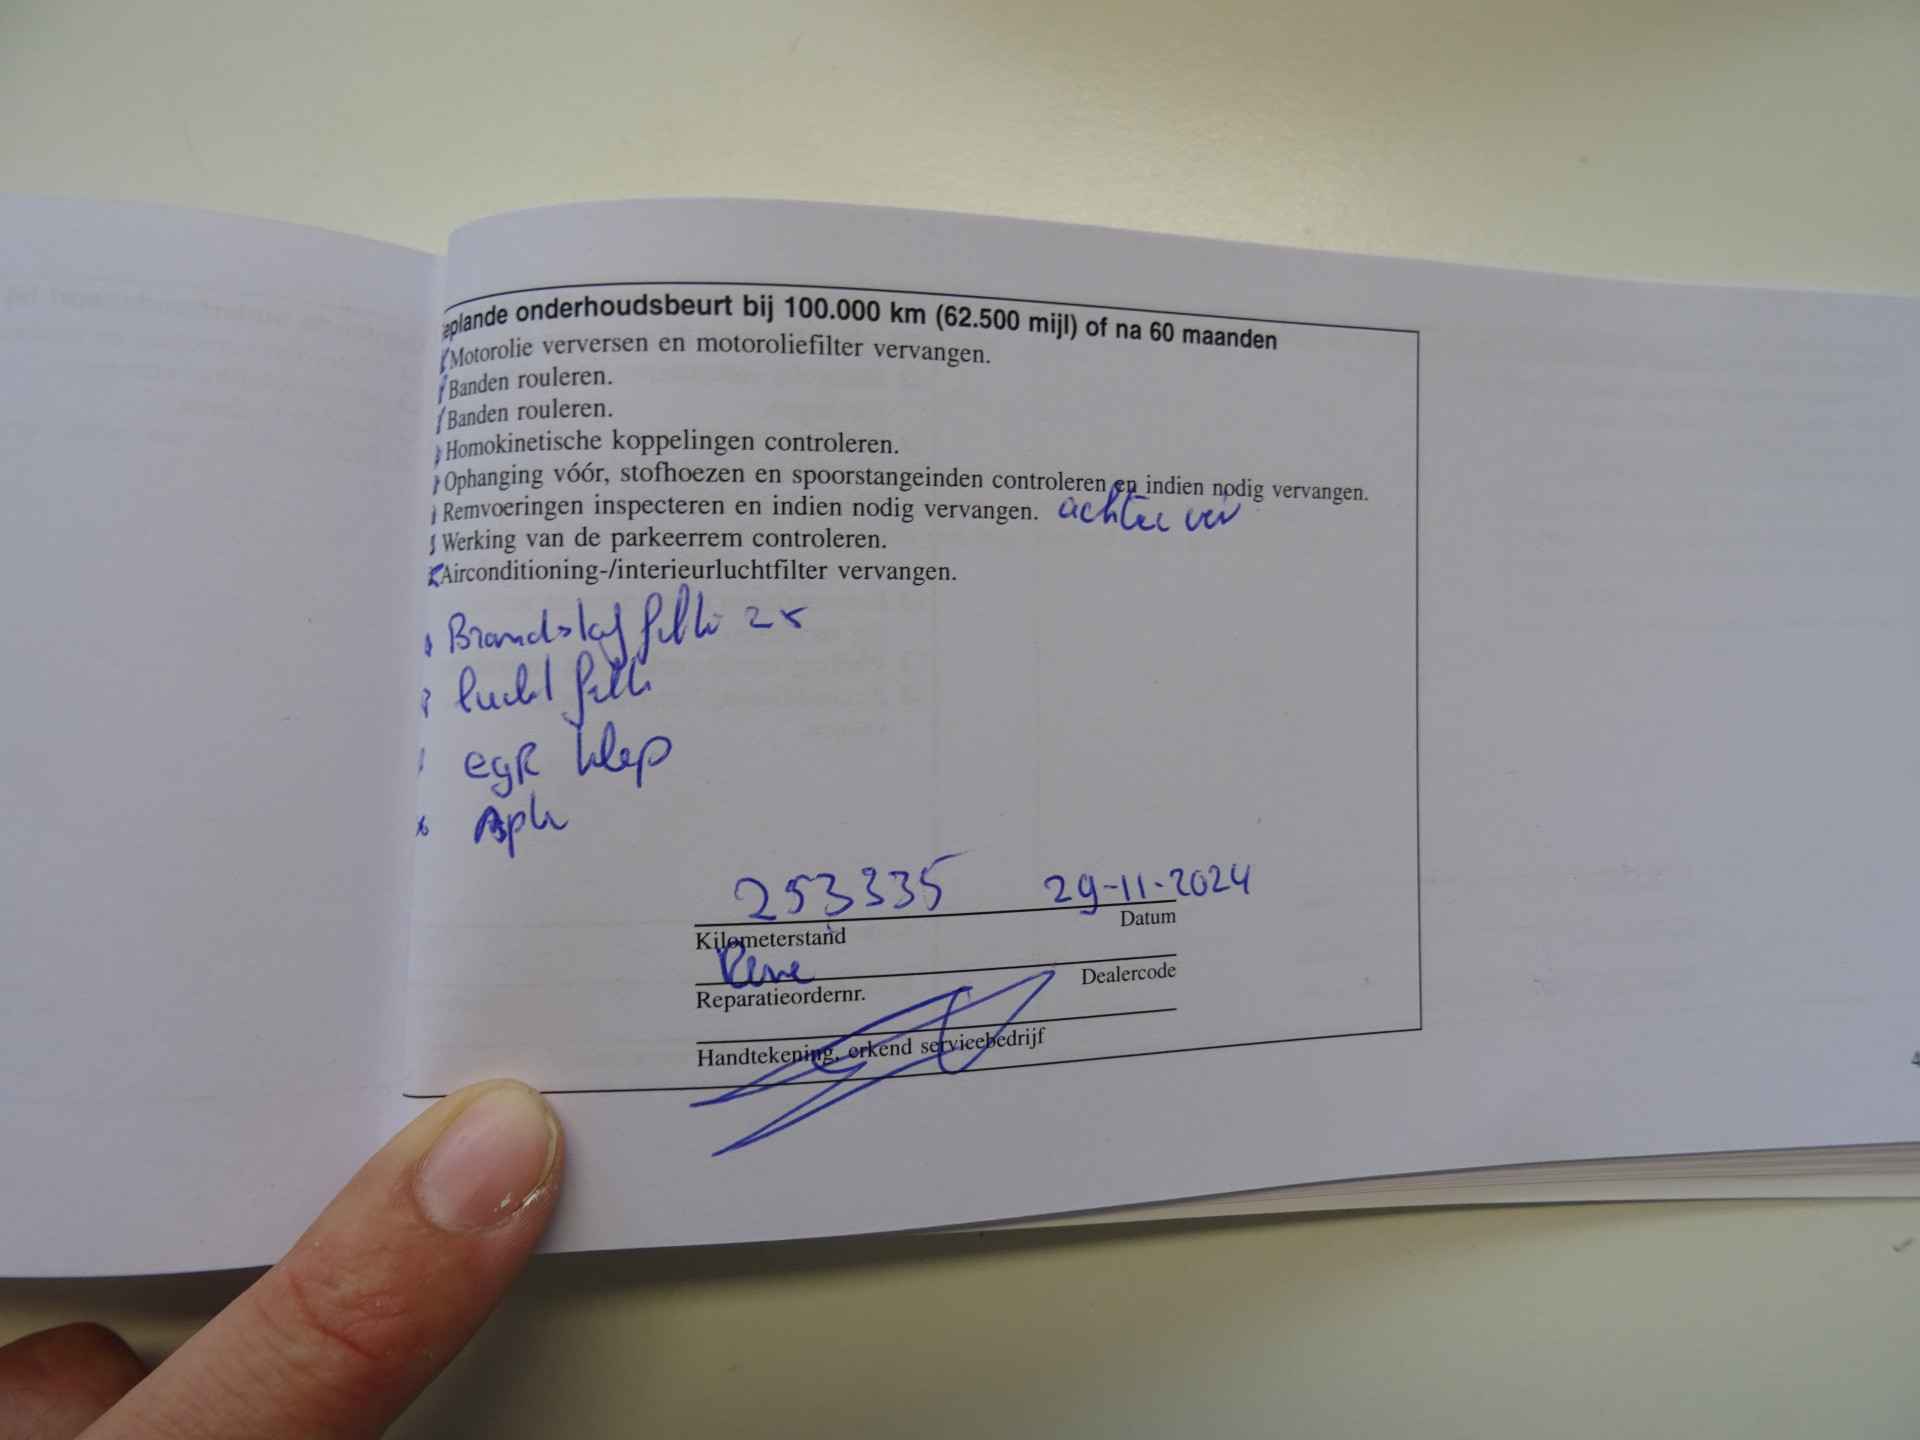 eplande onderhoudsbeurt bij 100.000 km (62.500 mijl) of na 60 maanden
Motorolie verversen en motoroliefilter vervangen.
Banden rouleren.
Banden rouleren.
Homokinetische koppelingen controleren.
Ophanging vóór, stofhoezen en spoorstangeinden controleren en indien nodig vervangen.
Remvoeringen inspecteren en indien nodig vervangen. achter ver
Werking van de parkeerrem controleren.
Airconditioning-/interieurluchtfilter vervangen.
Brandstof filter 2x
lucht filter
egR klep
Apk
253335 29-11-2024
Kilometerstand Datum
Rene
Reparatieordernr. Dealercode
Handtekening, erkend servicebedrijf